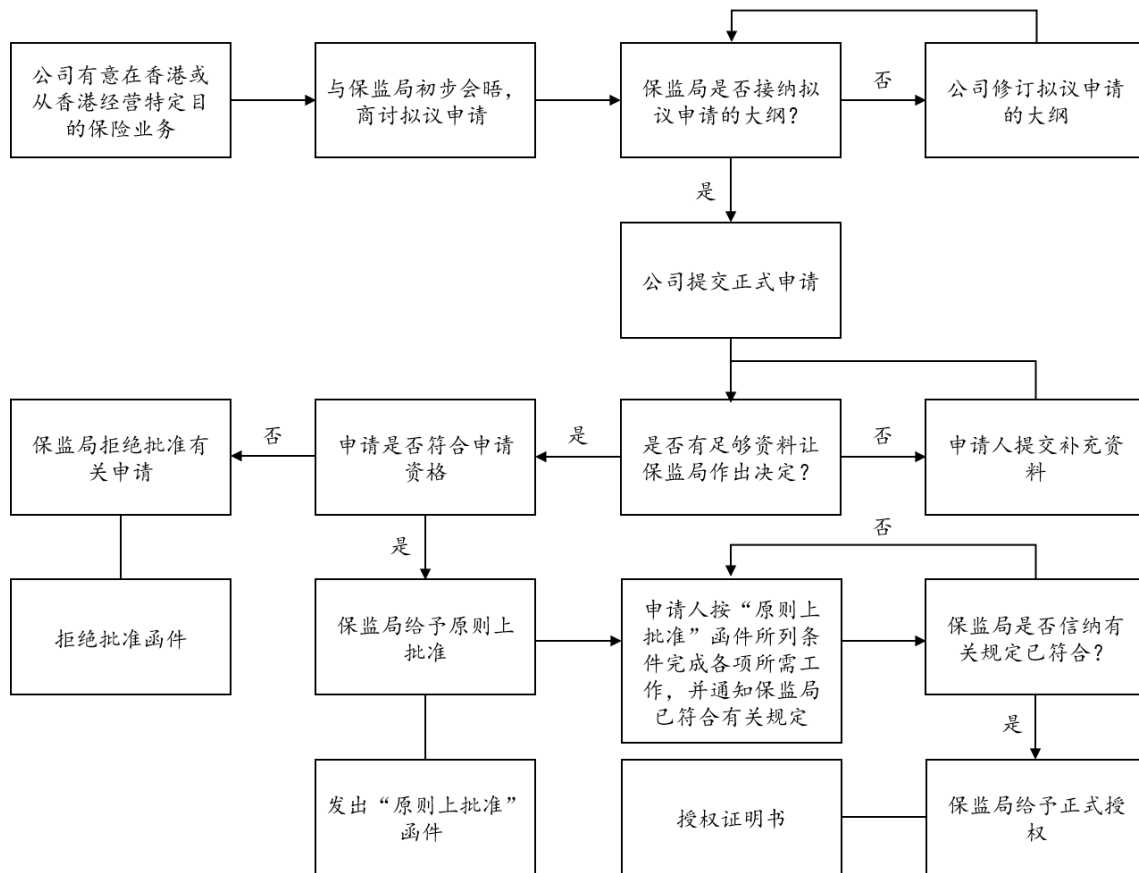 公司有意在香港或
从香港经营特定目
的保险业务
与保监局初步会晤，
商讨拟议申请
保监局是否接纳拟
议申请的大纲？
否
公司修订拟议申请
的大纲
是
公司提交正式申请
保监局拒绝批准有
关申请
否
申请是否符合申请
资格
是
是否有足够资料让
保监局作出决定？
否
申请人提交补充资
料
是
否
拒绝批准函件
保监局给予原则上
批准
申请人按“原则上
批准”函件所列条
件完成各项所需工
作，并通知保监局
已符合有关规定
保监局是否信纳有
关规定已符合？
是
发出“原则上批准”
函件
授权证明书
保监局给予正式授
权